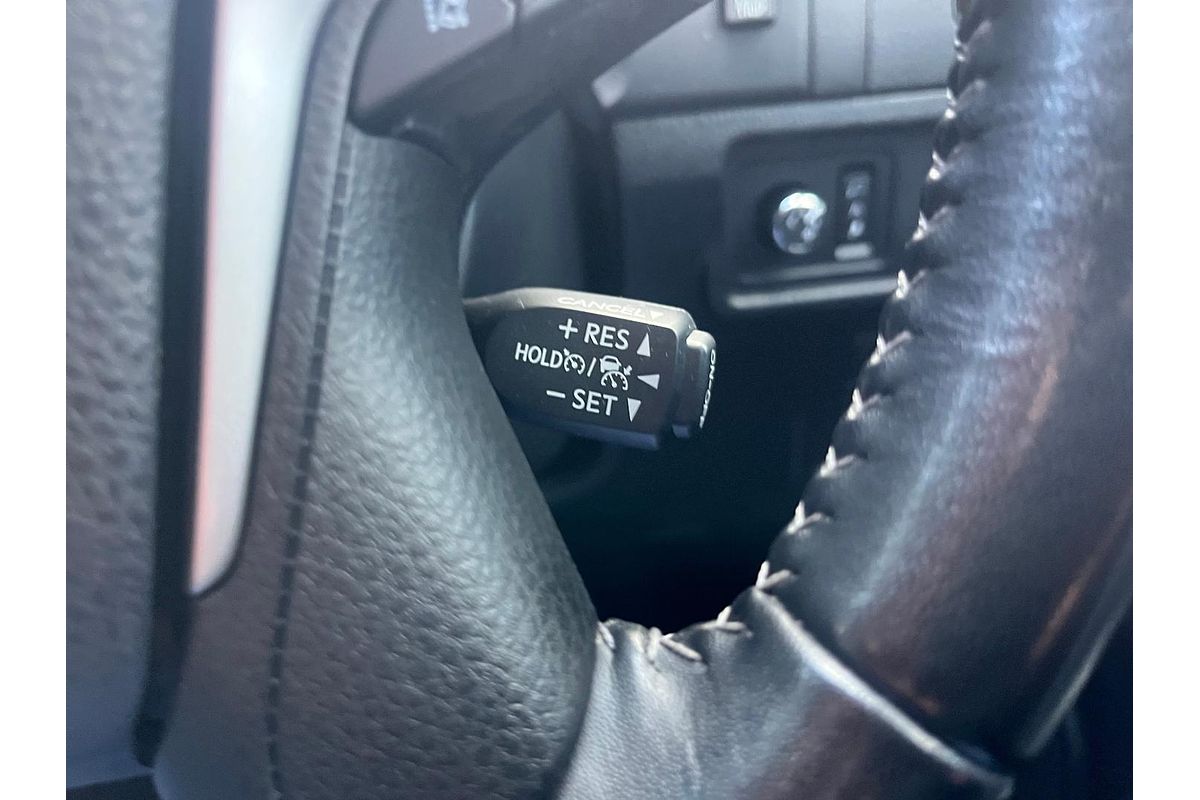 CANCEL
+ RES
HOLD /
− SET
ON-OFF